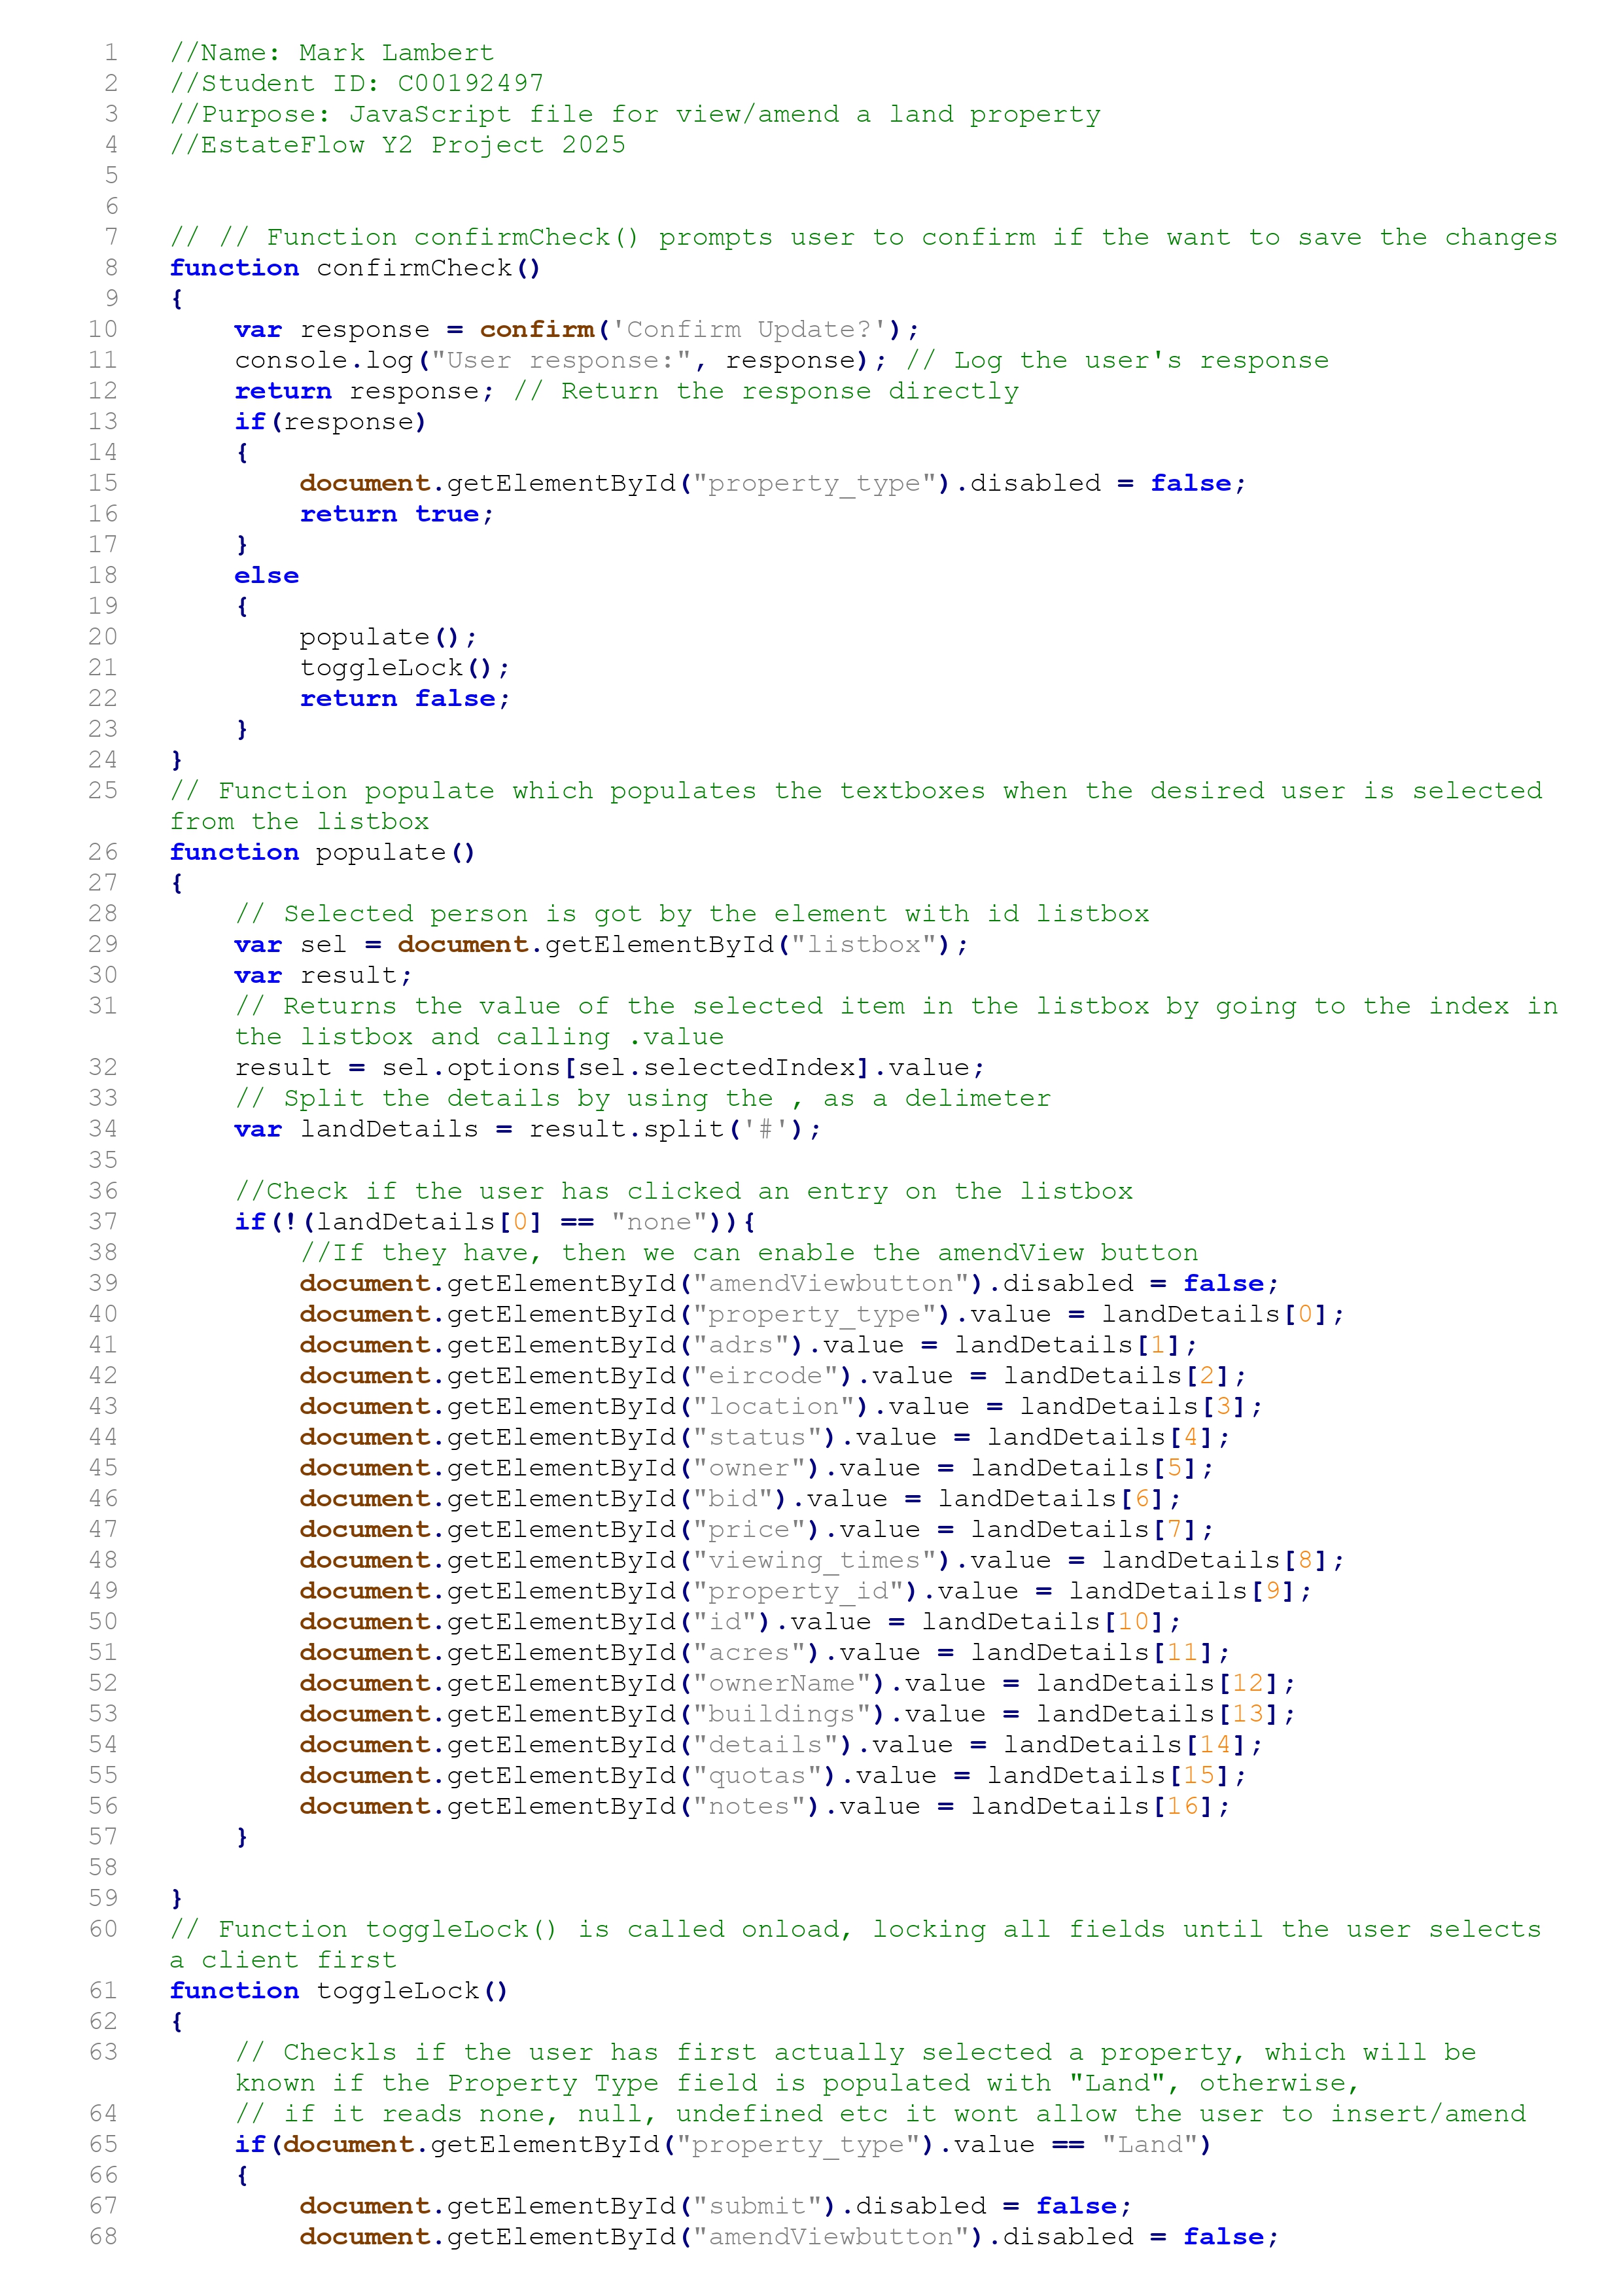 1 //Name: Mark Lambert
2 //Student ID: C00192497
3 //Purpose: JavaScript file for view/amend a land property
4 //EstateFlow Y2 Project 2025
5
6
7 // // Function confirmCheck() prompts user to confirm if the want to save the changes
8 function confirmCheck()
9 {
10     var response = confirm('Confirm Update?');
11     console.log("User response:", response); // Log the user's response
12     return response; // Return the response directly
13     if(response)
14     {
15         document.getElementById("property_type").disabled = false;
16         return true;
17     }
18     else
19     {
20         populate();
21         toggleLock();
22         return false;
23     }
24 }
25 // Function populate which populates the textboxes when the desired user is selected
from the listbox
26 function populate()
27 {
28     // Selected person is got by the element with id listbox
29     var sel = document.getElementById("listbox");
30     var result;
31     // Returns the value of the selected item in the listbox by going to the index in
the listbox and calling .value
32     result = sel.options[sel.selectedIndex].value;
33     // Split the details by using the , as a delimeter
34     var landDetails = result.split('#');
35
36     //Check if the user has clicked an entry on the listbox
37     if(!(landDetails[0] == "none")){
38         //If they have, then we can enable the amendView button
39         document.getElementById("amendViewbutton").disabled = false;
40         document.getElementById("property_type").value = landDetails[0];
41         document.getElementById("adrs").value = landDetails[1];
42         document.getElementById("eircode").value = landDetails[2];
43         document.getElementById("location").value = landDetails[3];
44         document.getElementById("status").value = landDetails[4];
45         document.getElementById("owner").value = landDetails[5];
46         document.getElementById("bid").value = landDetails[6];
47         document.getElementById("price").value = landDetails[7];
48         document.getElementById("viewing_times").value = landDetails[8];
49         document.getElementById("property_id").value = landDetails[9];
50         document.getElementById("id").value = landDetails[10];
51         document.getElementById("acres").value = landDetails[11];
52         document.getElementById("ownerName").value = landDetails[12];
53         document.getElementById("buildings").value = landDetails[13];
54         document.getElementById("details").value = landDetails[14];
55         document.getElementById("quotas").value = landDetails[15];
56         document.getElementById("notes").value = landDetails[16];
57     }
58
59 }
60 // Function toggleLock() is called onload, locking all fields until the user selects
a client first
61 function toggleLock()
62 {
63     // Checkls if the user has first actually selected a property, which will be
known if the Property Type field is populated with "Land", otherwise,
64     // if it reads none, null, undefined etc it wont allow the user to insert/amend
65     if(document.getElementById("property_type").value == "Land")
66     {
67         document.getElementById("submit").disabled = false;
68         document.getElementById("amendViewbutton").disabled = false;